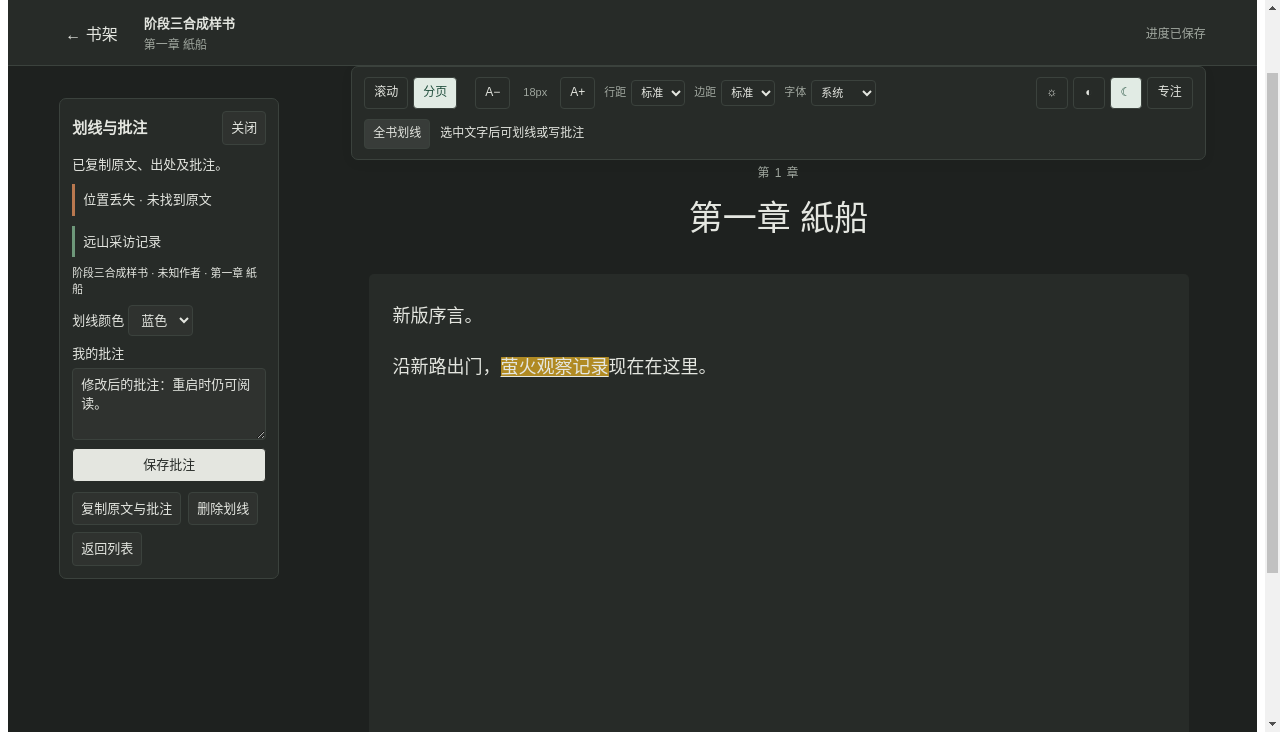 ← 书架
阶段三合成样书
第一章 紙船
进度已保存
滚动 分页 A− 18px A+ 行距 标准 边距 标准 字体 系统 专注
全书划线 选中文字后可划线或写批注
划线与批注 关闭
已复制原文、出处及批注。
位置丢失 · 未找到原文
远山采访记录
阶段三合成样书 · 未知作者 · 第一章 紙
船
划线颜色 蓝色
我的批注
修改后的批注：重启时仍可阅
读。
保存批注
复制原文与批注 删除划线
返回列表
第 1 章
第一章 紙船
新版序言。
沿新路出门，萤火观察记录现在在这里。